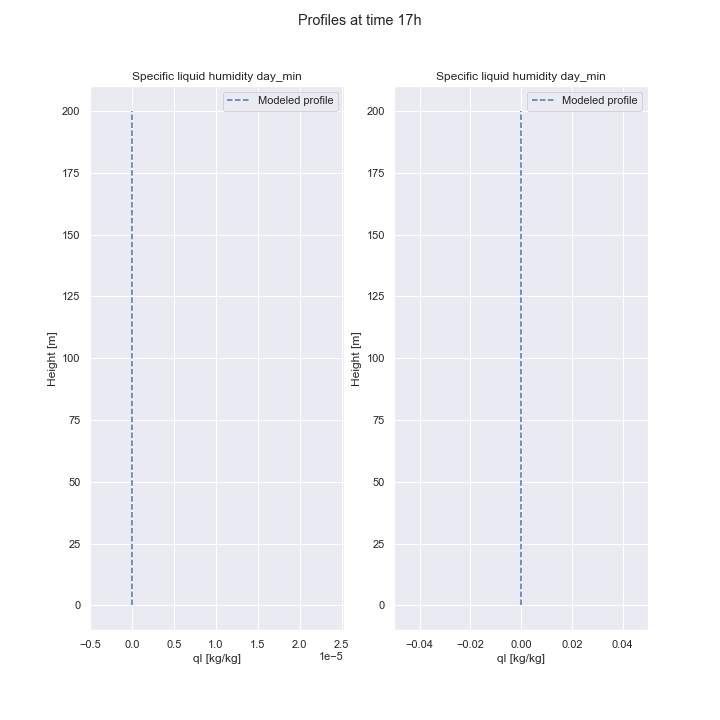 Profiles at time 17h
Specific liquid humidity day_min
Modeled profile
200
175
150
125
100
75
50
25
0
Height [m]
−0.5 0.0 0.5 1.0 1.5 2.0 2.5
1e−5
ql [kg/kg]
Specific liquid humidity day_min
Modeled profile
200
175
150
125
100
75
50
25
0
Height [m]
−0.04 −0.02 0.00 0.02 0.04
ql [kg/kg]